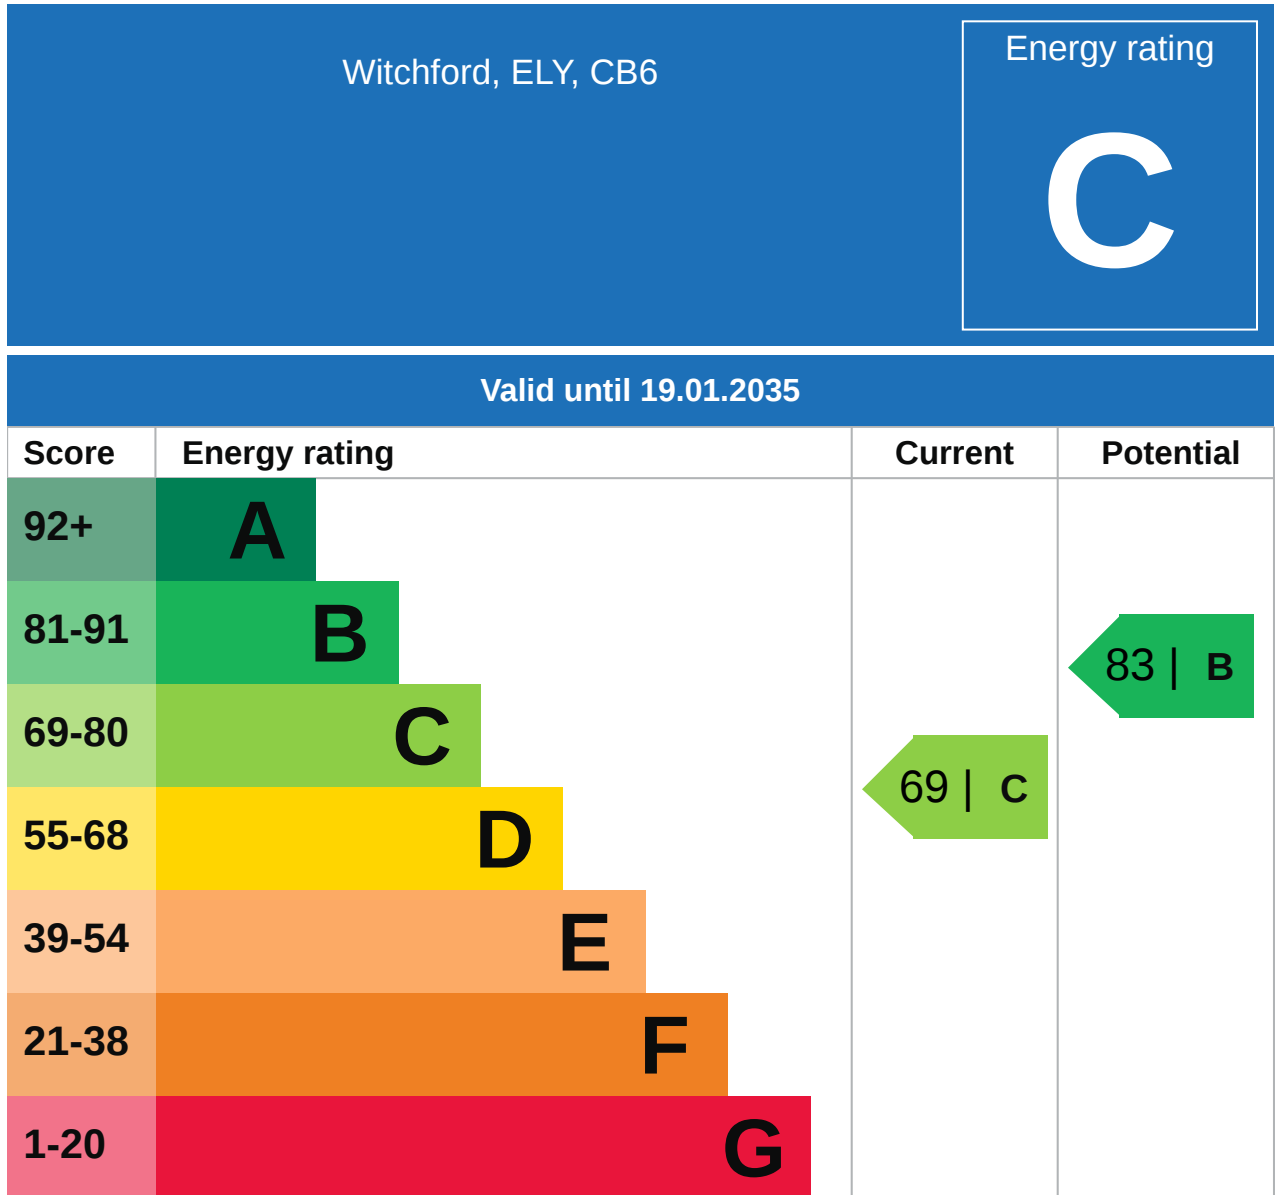 Witchford, ELY, CB6
Energy rating
C
Valid until 19.01.2035
Score Energy rating Current Potential
92+ A
81-91 B
83 | B
69-80 C
69 | C
55-68 D
39-54 E
21-38 F
1-20 G